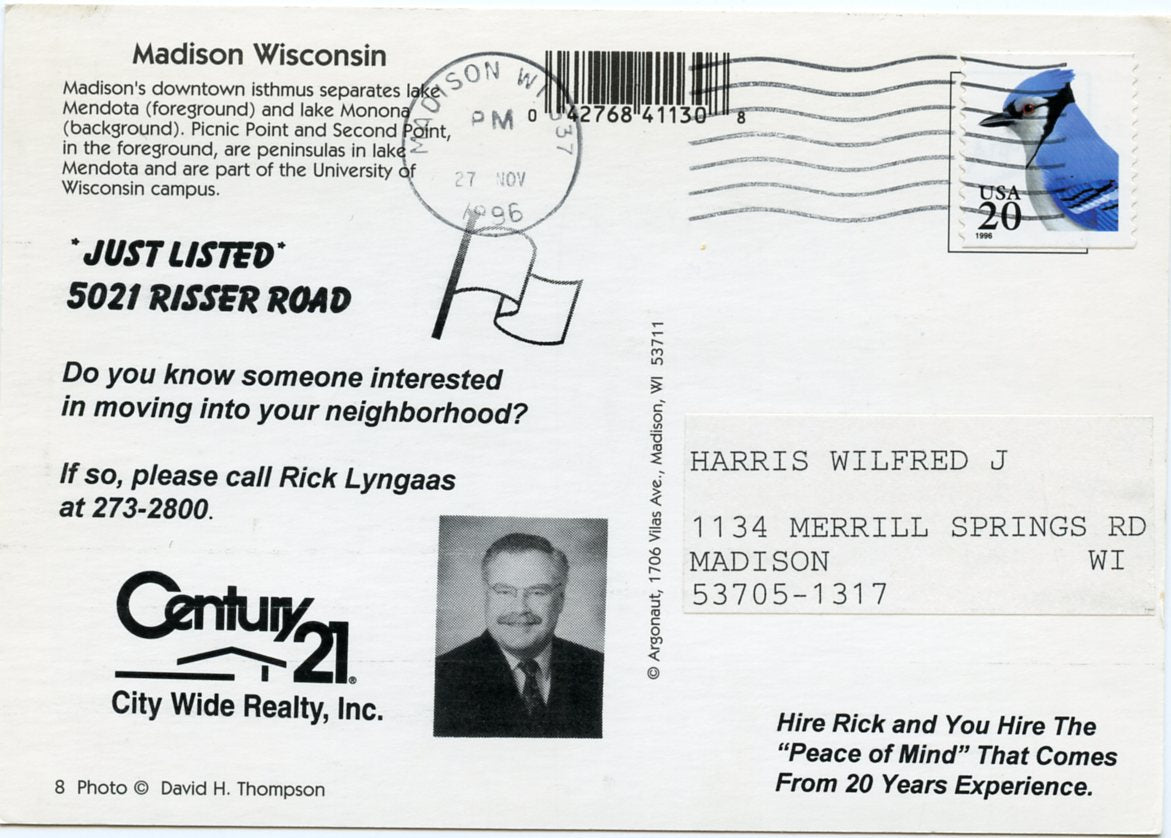 Madison Wisconsin
Madison's downtown isthmus separates lake
Mendota (foreground) and lake Monona
(background). Picnic Point and Second Point,
in the foreground, are peninsulas in lake
Mendota and are part of the University of
Wisconsin campus.
MADISON WI 537
PM
27 NOV
1996
0 42768 41130 8
USA
20
1996
*JUST LISTED*
5021 RISSER ROAD
Do you know someone interested
in moving into your neighborhood?
If so, please call Rick Lyngaas
at 273-2800.
Century 21®
City Wide Realty, Inc.
8 Photo © David H. Thompson
© Argonaut, 1706 Vilas Ave., Madison, WI 53711
HARRIS WILFRED J
1134 MERRILL SPRINGS RD
MADISON WI
53705-1317
Hire Rick and You Hire The
“Peace of Mind” That Comes
From 20 Years Experience.